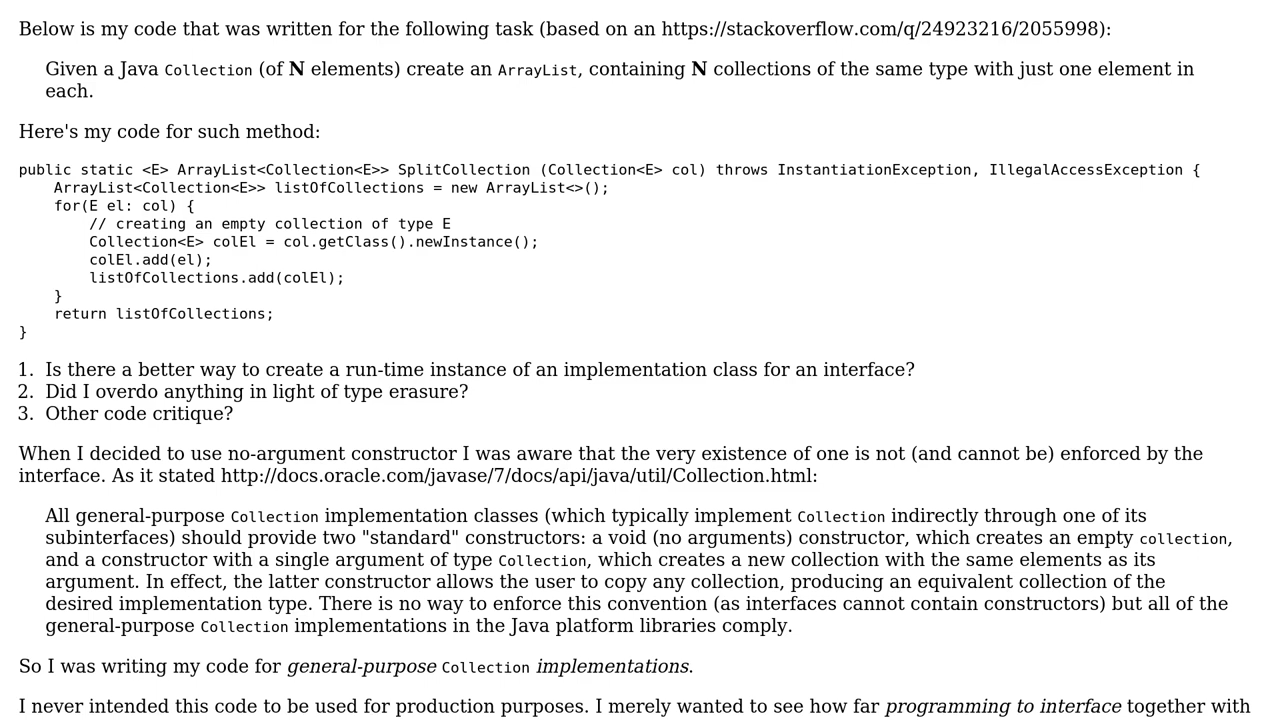 Below is my code that was written for the following task (based on an https://stackoverflow.com/q/24923216/2055998):
Given a Java Collection (of N elements) create an ArrayList, containing N collections of the same type with just one element in
each.
Here's my code for such method:
public static <E> ArrayList<Collection<E>> SplitCollection (Collection<E> col) throws InstantiationException, IllegalAccessException {
    ArrayList<Collection<E>> listOfCollections = new ArrayList<>();
    for(E el: col) {
        // creating an empty collection of type E
        Collection<E> colEl = col.getClass().newInstance();
        colEl.add(el);
        listOfCollections.add(colEl);
    }
    return listOfCollections;
}
1. Is there a better way to create a run-time instance of an implementation class for an interface?
2. Did I overdo anything in light of type erasure?
3. Other code critique?
When I decided to use no-argument constructor I was aware that the very existence of one is not (and cannot be) enforced by the
interface. As it stated http://docs.oracle.com/javase/7/docs/api/java/util/Collection.html:
All general-purpose Collection implementation classes (which typically implement Collection indirectly through one of its
subinterfaces) should provide two "standard" constructors: a void (no arguments) constructor, which creates an empty collection,
and a constructor with a single argument of type Collection, which creates a new collection with the same elements as its
argument. In effect, the latter constructor allows the user to copy any collection, producing an equivalent collection of the
desired implementation type. There is no way to enforce this convention (as interfaces cannot contain constructors) but all of the
general-purpose Collection implementations in the Java platform libraries comply.
So I was writing my code for general-purpose Collection implementations.
I never intended this code to be used for production purposes. I merely wanted to see how far programming to interface together with